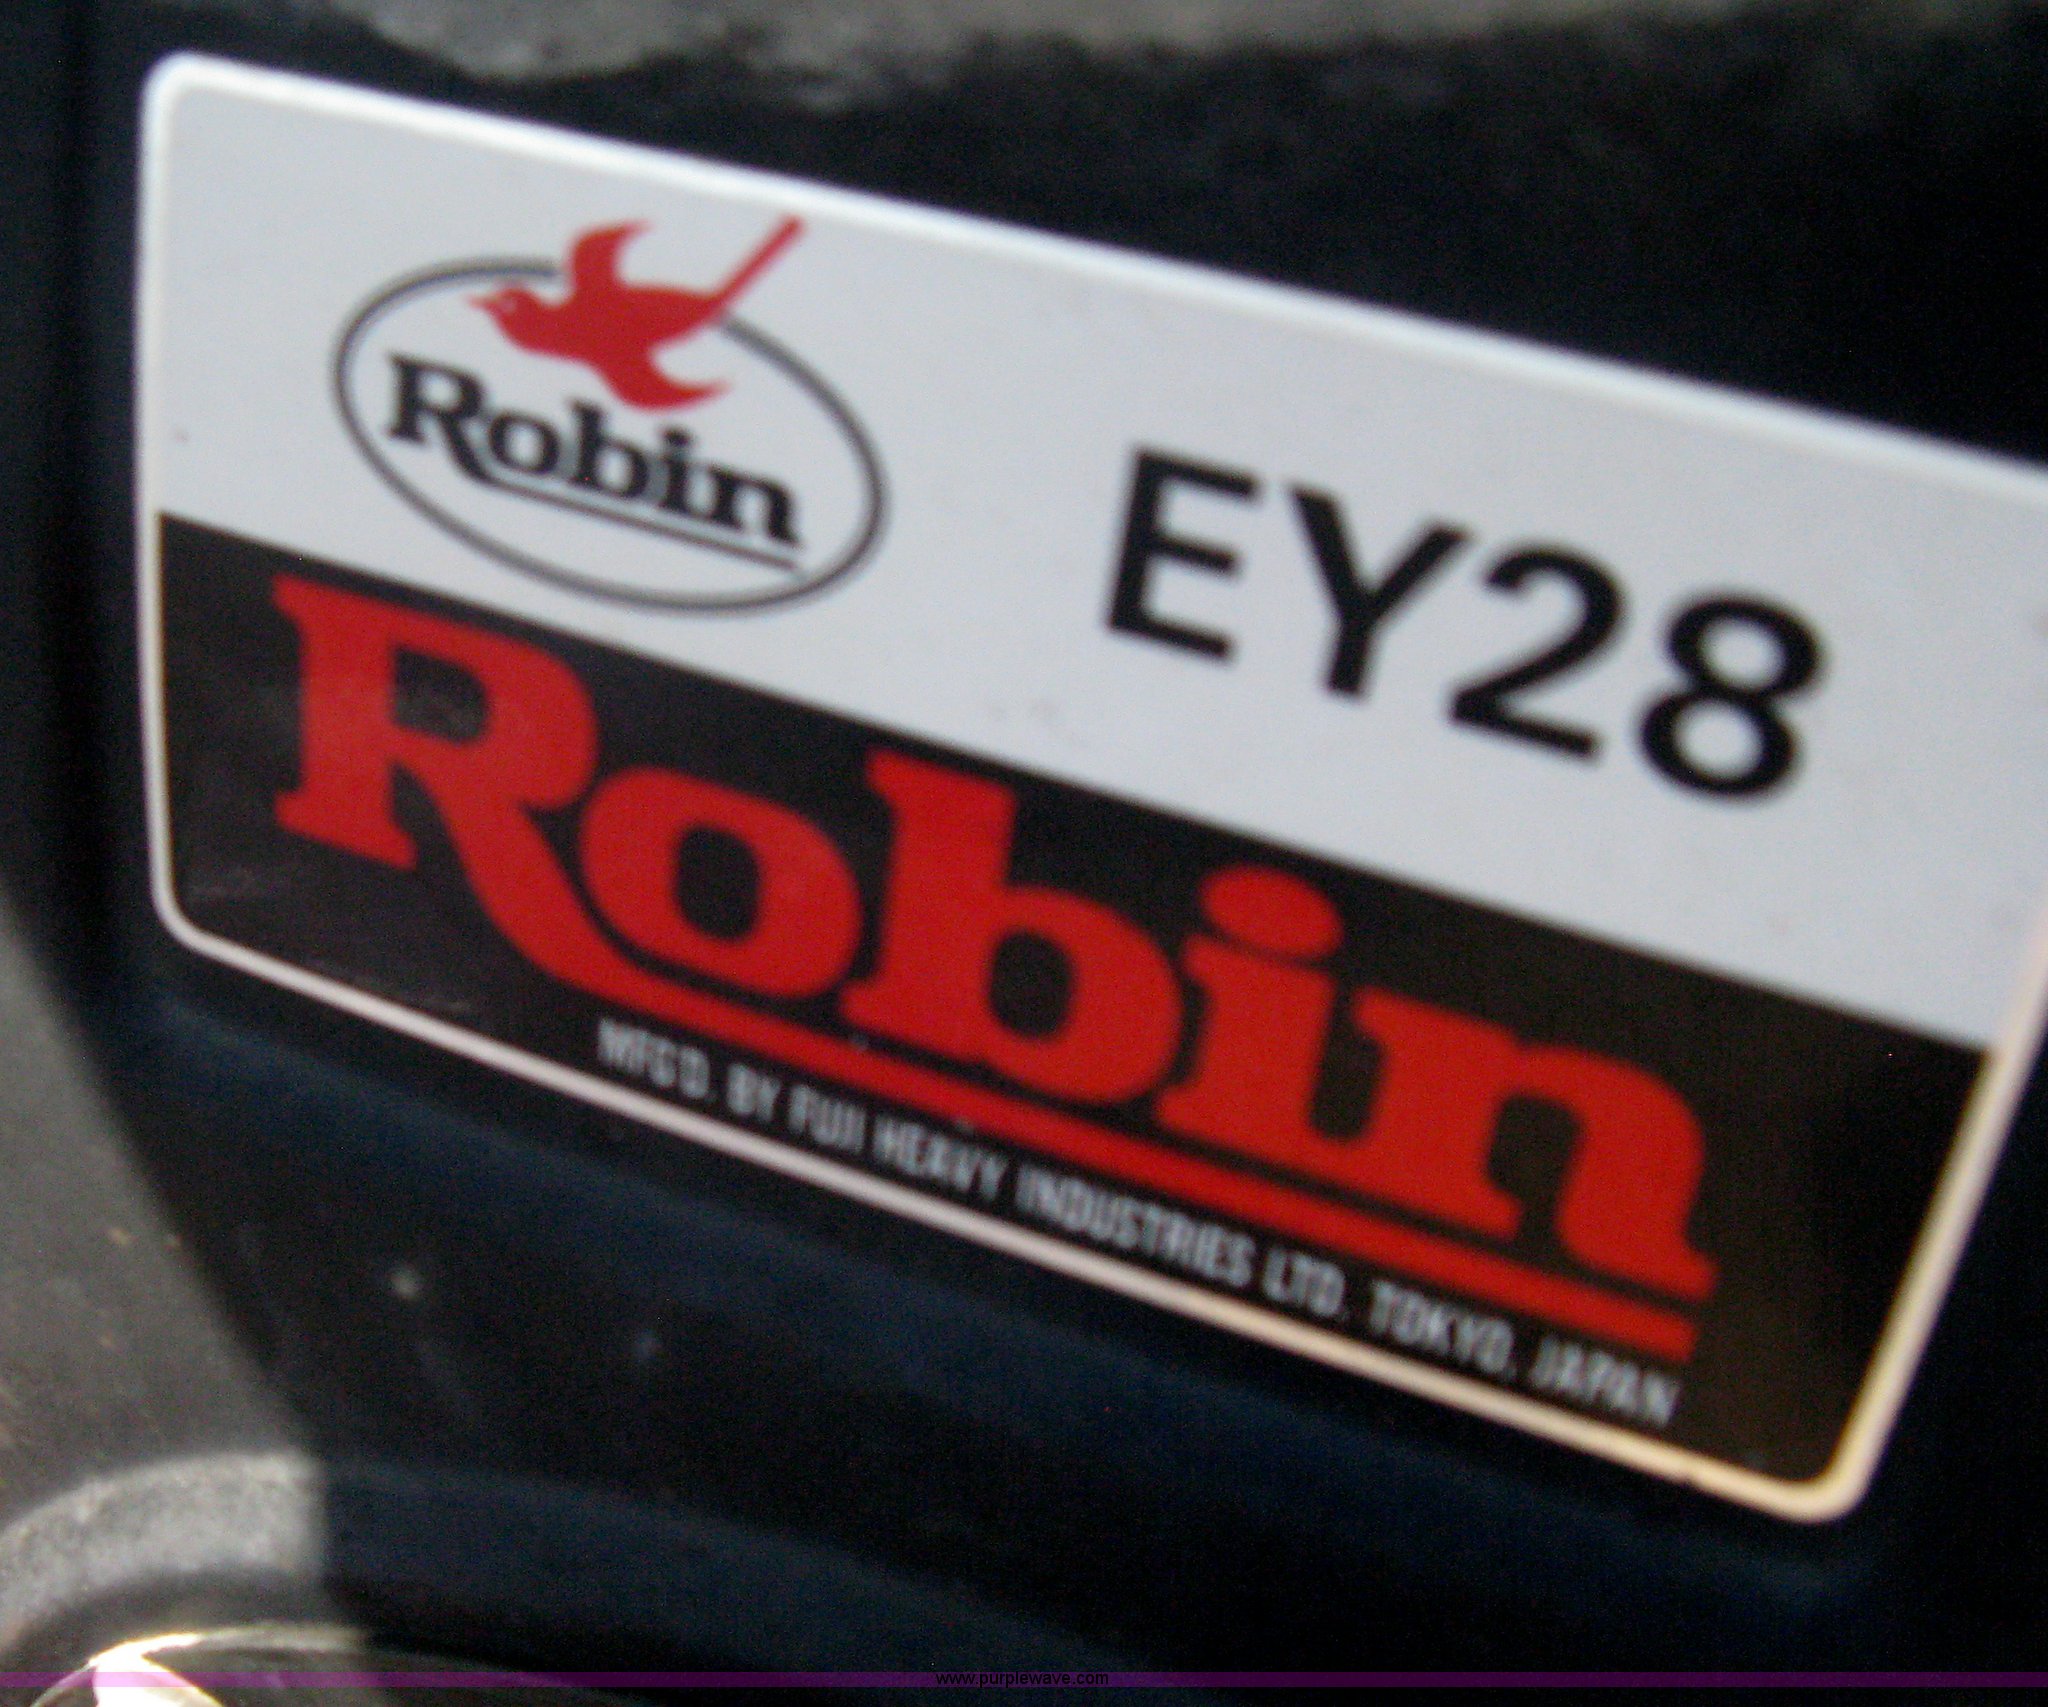 Robin
EY28
Robin
MFG'D. BY FUJI HEAVY INDUSTRIES LTD. TOKYO, JAPAN
www.purplewave.com